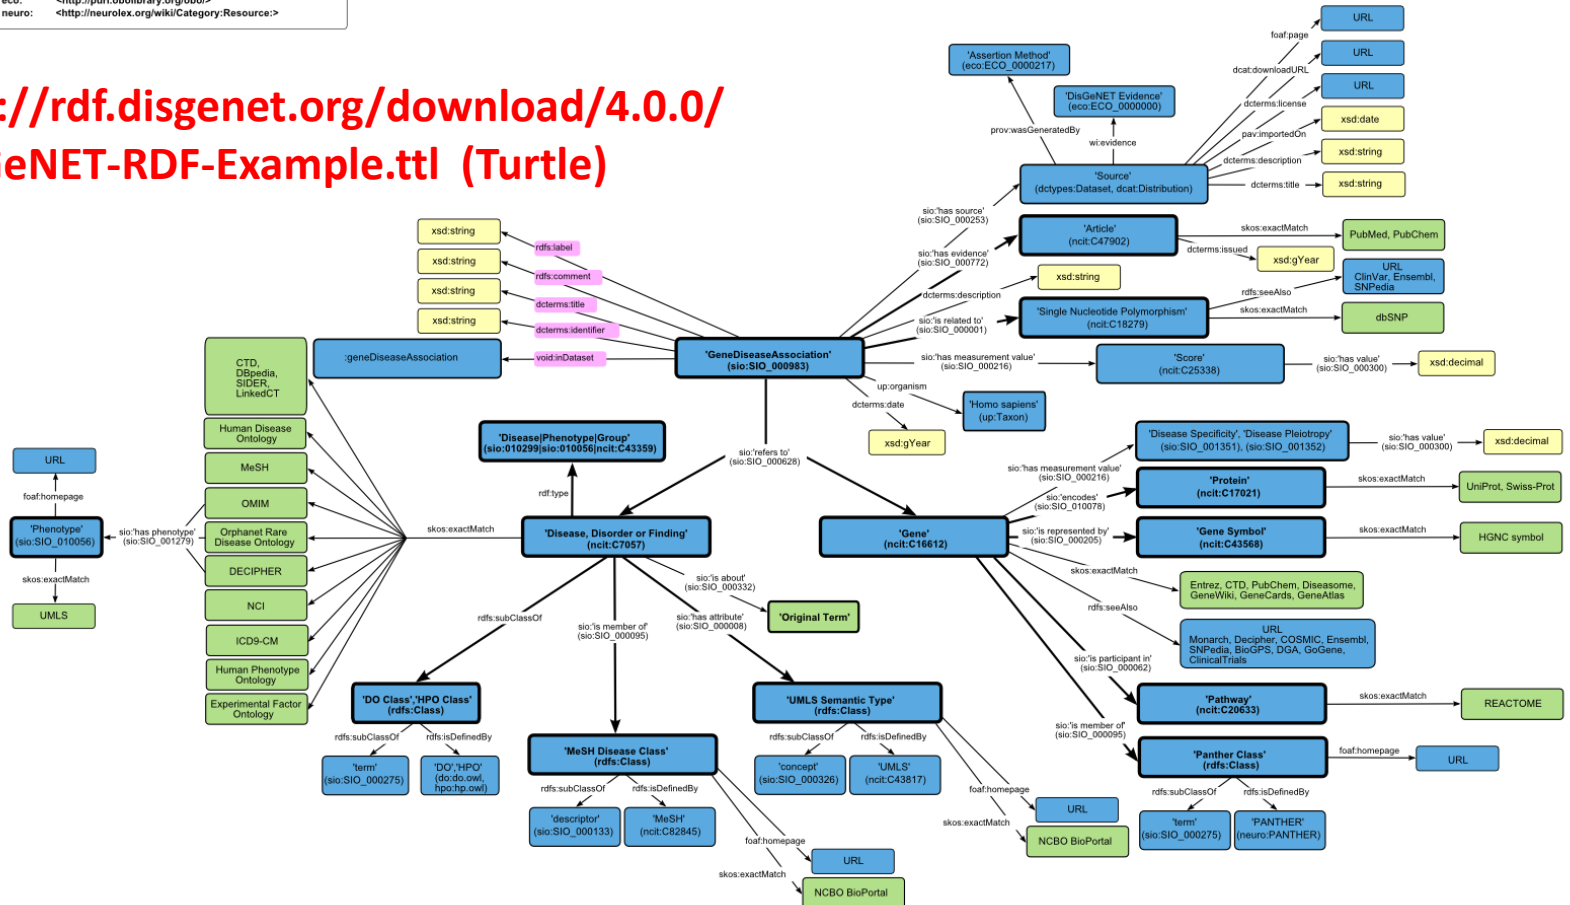 eco: <http://purl.obolibrary.org/obo/>
neuro: <http://neurolex.org/wiki/Category:Resource:>
://rdf.disgenet.org/download/4.0.0/
GeNET-RDF-Example.ttl (Turtle)
URL
foaf:page
'Assertion Method'
(eco:ECO_0000217)
URL
dcat:downloadURL
'DisGeNET Evidence'
(eco:ECO_0000000)
URL
dcterms:license
xsd:date
pav:importedOn
prov:wasGeneratedBy
wi:evidence
xsd:string
dcterms:description
'Source'
(dctypes:Dataset, dcat:Distribution)
dcterms:title
xsd:string
sio:'has source'
(sio:SIO_000253)
'Article'
(ncit:C47902)
skos:exactMatch
PubMed, PubChem
dcterms:issued
xsd:gYear
sio:'has evidence'
(sio:SIO_000772)
xsd:string
dcterms:description
URL
ClinVar, Ensembl,
SNPedia
rdfs:seeAlso
sio:'is related to'
(sio:SIO_000001)
'Single Nucleotide Polymorphism'
(ncit:C18279)
skos:exactMatch
dbSNP
xsd:string
rdfs:label
xsd:string
rdfs:comment
xsd:string
dcterms:title
xsd:string
dcterms:identifier
:geneDiseaseAssociation
void:inDataset
'GeneDiseaseAssociation'
(sio:SIO_000983)
sio:'has measurement value'
(sio:SIO_000216)
'Score'
(ncit:C25338)
sio:'has value'
(sio:SIO_000300)
xsd:decimal
up:organism
'Homo sapiens'
(up:Taxon)
dcterms:date
xsd:gYear
sio:'refers to'
(sio:SIO_000628)
CTD,
DBpedia,
SIDER,
LinkedCT
Human Disease
Ontology
MeSH
OMIM
Orphanet Rare
Disease Ontology
DECIPHER
NCI
ICD9-CM
Human Phenotype
Ontology
Experimental Factor
Ontology
URL
foaf:homepage
'Phenotype'
(sio:SIO_010056)
sio:'has phenotype'
(sio:SIO_001279)
skos:exactMatch
UMLS
skos:exactMatch
'Disease|Phenotype|Group'
(sio:010299|sio:010056|ncit:C43359)
rdf:type
'Disease, Disorder or Finding'
(ncit:C7057)
'Gene'
(ncit:C16612)
sio:'has measurement value'
(sio:SIO_000216)
'Disease Specificity', 'Disease Pleiotropy'
(sio:SIO_001351), (sio:SIO_001352)
sio:'has value'
(sio:SIO_000300)
xsd:decimal
sio:'encodes'
(sio:SIO_010078)
'Protein'
(ncit:C17021)
skos:exactMatch
UniProt, Swiss-Prot
sio:'is represented by'
(sio:SIO_000205)
'Gene Symbol'
(ncit:C43568)
skos:exactMatch
HGNC symbol
skos:exactMatch
Entrez, CTD, PubChem, Diseasome,
GeneWiki, GeneCards, GeneAtlas
rdfs:seeAlso
URL
Monarch, Decipher, COSMIC, Ensembl,
SNPedia, BioGPS, DGA, GoGene,
ClinicalTrials
sio:'is participant in'
(sio:SIO_000062)
'Pathway'
(ncit:C20633)
skos:exactMatch
REACTOME
sio:'is member of'
(sio:SIO_000095)
'Panther Class'
(rdfs:Class)
foaf:homepage
URL
rdfs:subClassOf
rdfs:isDefinedBy
'term'
(sio:SIO_000275)
'PANTHER'
(neuro:PANTHER)
rdfs:subClassOf
sio:'is member of'
(sio:SIO_000095)
sio:'has attribute'
(sio:SIO_000008)
sio:'is about'
(sio:SIO_000332)
'Original Term'
'DO Class','HPO Class'
(rdfs:Class)
rdfs:subClassOf
rdfs:isDefinedBy
'term'
(sio:SIO_000275)
'DO','HPO'
(do:do.owl,
hpo:hp.owl)
'MeSH Disease Class'
(rdfs:Class)
rdfs:subClassOf
rdfs:isDefinedBy
'descriptor'
(sio:SIO_000133)
'MeSH'
(ncit:C82845)
foaf:homepage
URL
skos:exactMatch
NCBO BioPortal
'UMLS Semantic Type'
(rdfs:Class)
rdfs:subClassOf
rdfs:isDefinedBy
'concept'
(sio:SIO_000326)
'UMLS'
(ncit:C43817)
foaf:homepage
URL
skos:exactMatch
NCBO BioPortal